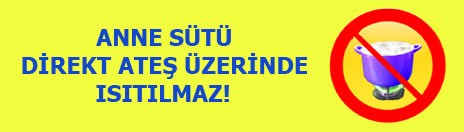 ANNE SÜTÜ
DİREKT ATEŞ ÜZERİNDE
ISITILMAZ!